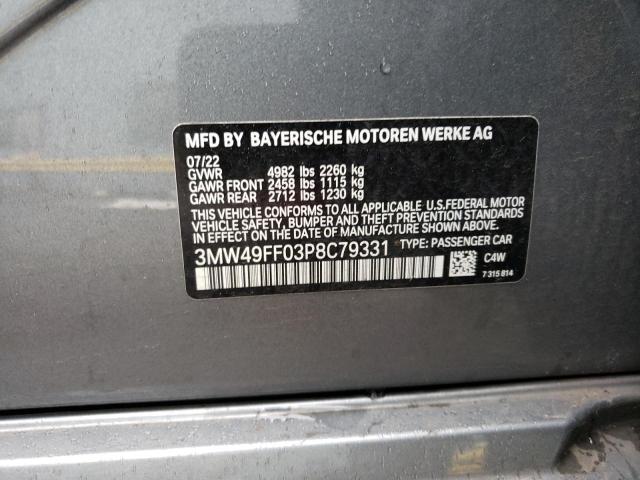 MFD BY BAYERISCHE MOTOREN WERKE AG
07/22
GVWR 4982 lbs 2260 kg
GAWR FRONT 2458 lbs 1115 kg
GAWR REAR 2712 lbs 1230 kg
THIS VEHICLE CONFORMS TO ALL APPLICABLE U.S.FEDERAL MOTOR
VEHICLE SAFETY, BUMPER AND THEFT PREVENTION STANDARDS
IN EFFECT ON THE DATE OF MANUFACTURE SHOWN ABOVE.
3MW49FF03P8C79331 TYPE: PASSENGER CAR
C4W
7 315 814